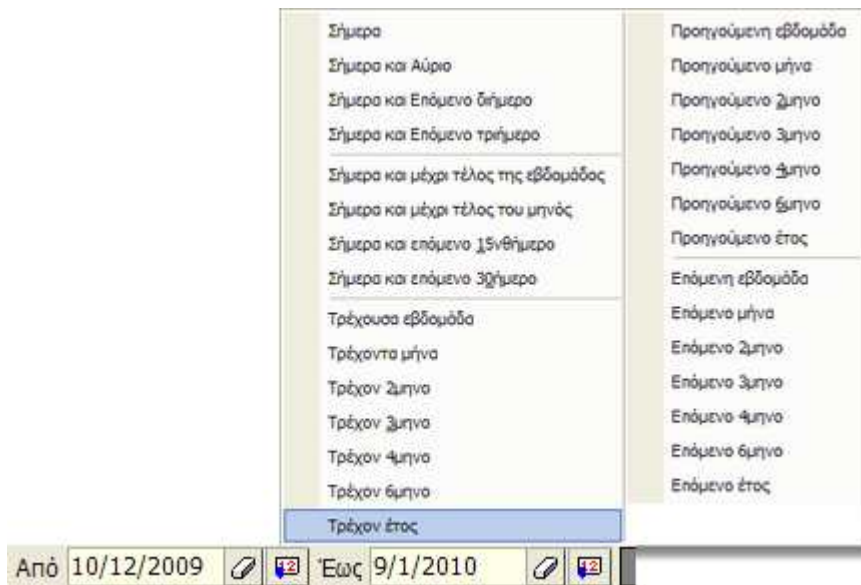 Σήμερα
Σήμερα και Αύριο
Σήμερα και Επόμενο διήμερο
Σήμερα και Επόμενο τριήμερο
Σήμερα και μέχρι τέλος της εβδομάδος
Σήμερα και μέχρι τέλος του μηνός
Σήμερα και επόμενο 15νθήμερο
Σήμερα και επόμενο 30ήμερο
Τρέχουσα εβδομάδα
Τρέχοντα μήνα
Τρέχον 2μηνο
Τρέχον 3μηνο
Τρέχον 4μηνο
Τρέχον 6μηνο
Τρέχον έτος
Προηγούμενη εβδομάδα
Προηγούμενο μήνα
Προηγούμενο 2μηνο
Προηγούμενο 3μηνο
Προηγούμενο 4μηνο
Προηγούμενο 6μηνο
Προηγούμενο έτος
Επόμενη εβδομάδα
Επόμενο μήνα
Επόμενο 2μηνο
Επόμενο 3μηνο
Επόμενο 4μηνο
Επόμενο 6μηνο
Επόμενο έτος
Από 10/12/2009 12 Έως 9/1/2010 12